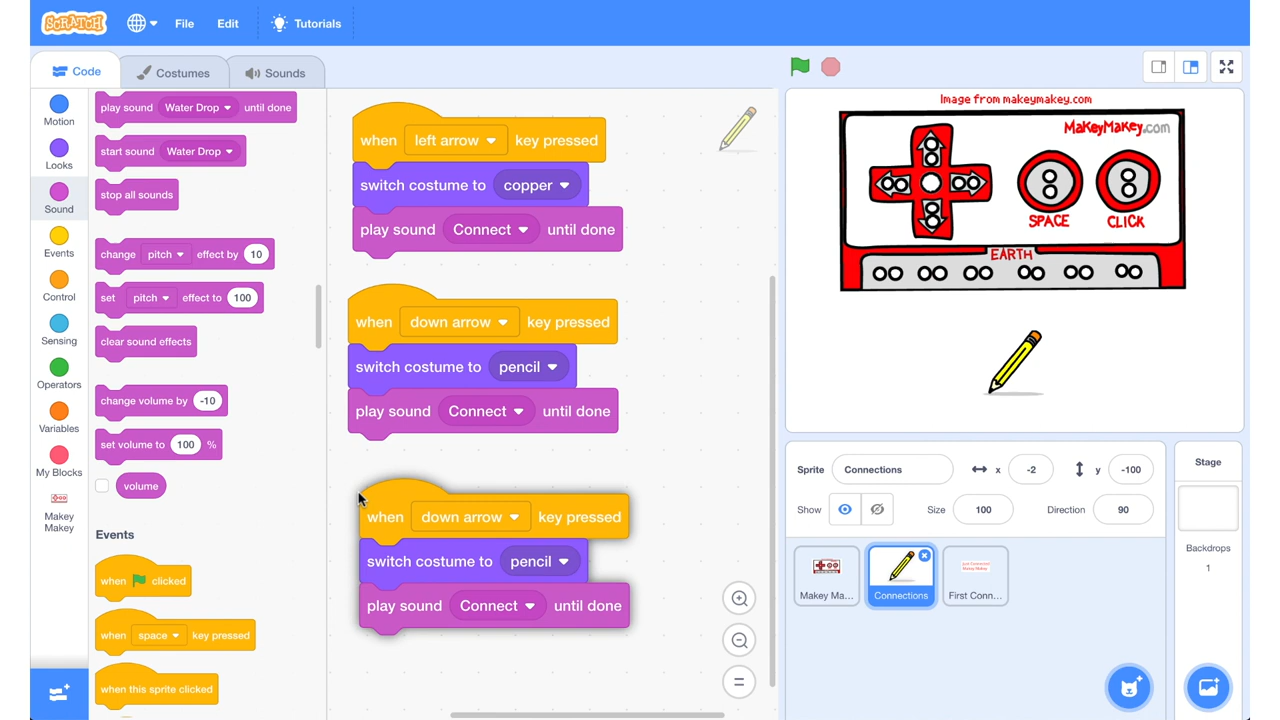 SCRATCH
File
Edit
Tutorials
Code
Costumes
Sounds
Motion
Looks
Sound
Events
Control
Sensing
Operators
Variables
My Blocks
Makey
Makey
play sound Water Drop until done
start sound Water Drop
stop all sounds
change pitch effect by 10
set pitch effect to 100
clear sound effects
change volume by -10
set volume to 100 %
volume
Events
when clicked
when space key pressed
when this sprite clicked
when left arrow key pressed
switch costume to copper
play sound Connect until done
when down arrow key pressed
switch costume to pencil
play sound Connect until done
when down arrow key pressed
switch costume to pencil
play sound Connect until done
Image from makeymakey.com
MaKeyMaKey.com
SPACE
CLICK
EARTH
Sprite Connections x -2 y -100
Show Size 100 Direction 90
Makey Ma...
Connections
First Conn...
Stage
Backdrops
1